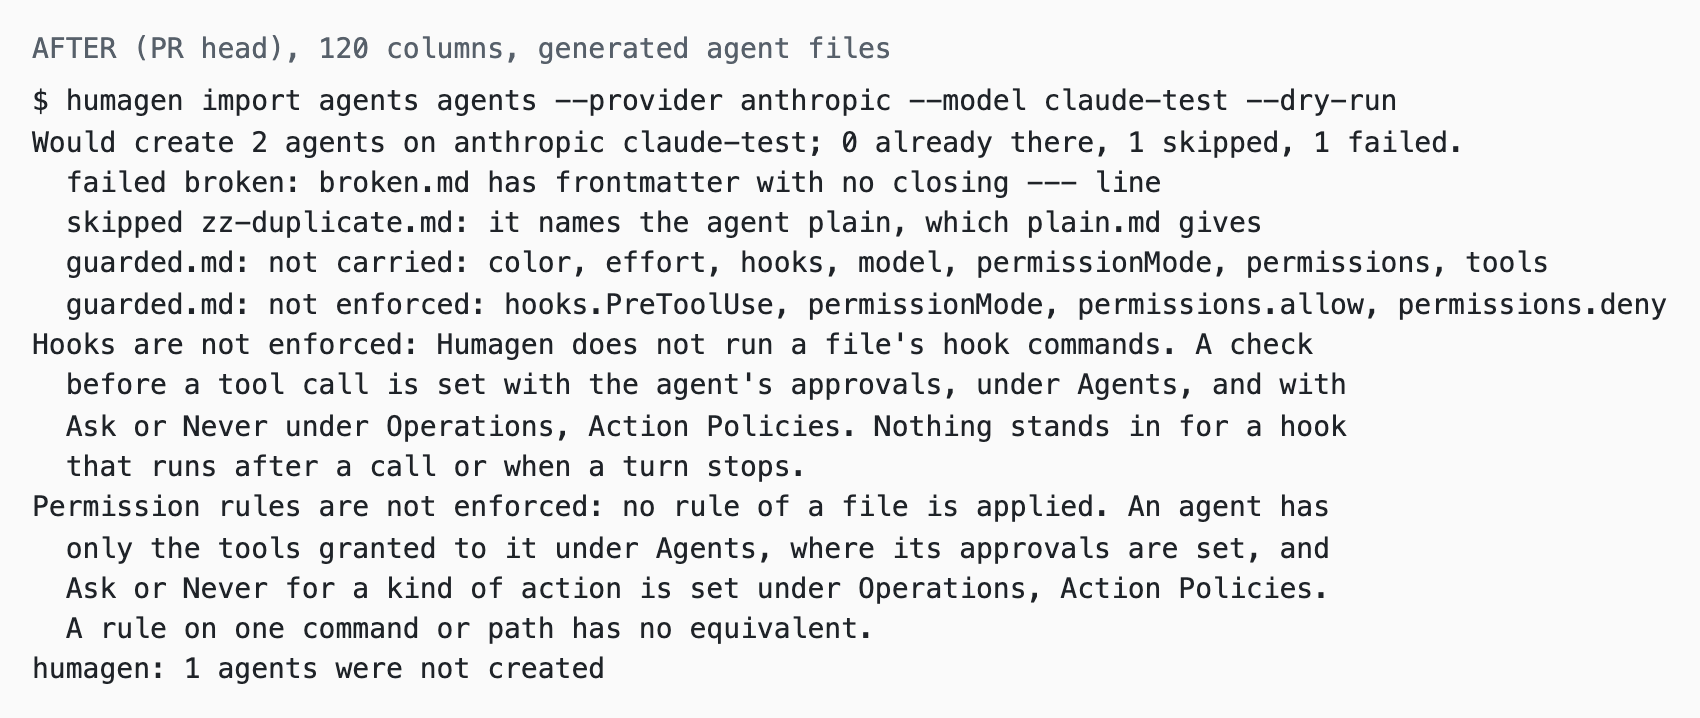 AFTER (PR head), 120 columns, generated agent files
$ humagen import agents agents --provider anthropic --model claude-test --dry-run
Would create 2 agents on anthropic claude-test; 0 already there, 1 skipped, 1 failed.
  failed broken: broken.md has frontmatter with no closing --- line
  skipped zz-duplicate.md: it names the agent plain, which plain.md gives
  guarded.md: not carried: color, effort, hooks, model, permissionMode, permissions, tools
  guarded.md: not enforced: hooks.PreToolUse, permissionMode, permissions.allow, permissions.deny
Hooks are not enforced: Humagen does not run a file's hook commands. A check
  before a tool call is set with the agent's approvals, under Agents, and with
  Ask or Never under Operations, Action Policies. Nothing stands in for a hook
  that runs after a call or when a turn stops.
Permission rules are not enforced: no rule of a file is applied. An agent has
  only the tools granted to it under Agents, where its approvals are set, and
  Ask or Never for a kind of action is set under Operations, Action Policies.
  A rule on one command or path has no equivalent.
humagen: 1 agents were not created